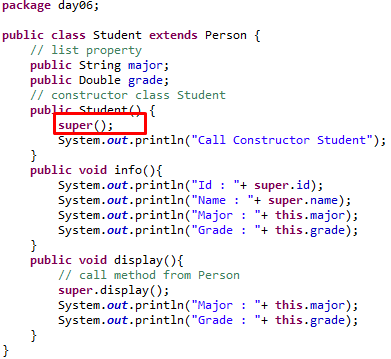 package day06;
public class Student extends Person {
// list property
public String major;
public Double grade;
// constructor class Student
public Student() {
super();
System.out.println("Call Constructor Student");
}
public void info(){
System.out.println("Id : "+ super.id);
System.out.println("Name : "+ super.name);
System.out.println("Major : "+ this.major);
System.out.println("Grade : "+ this.grade);
}
public void display(){
// call method from Person
super.display();
System.out.println("Major : "+ this.major);
System.out.println("Grade : "+ this.grade);
}
}